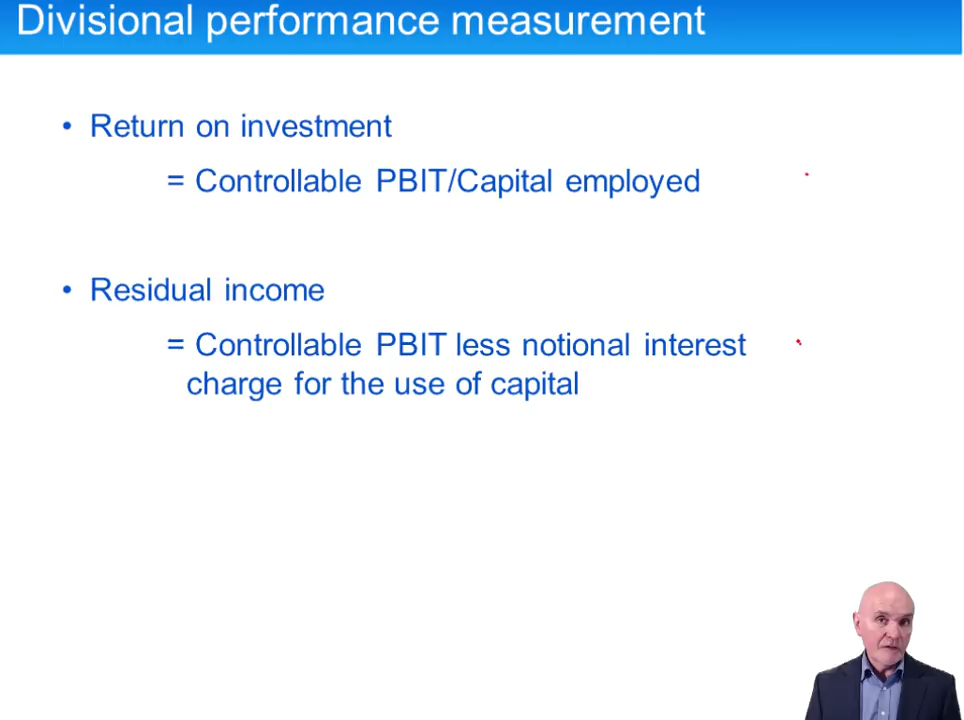 Divisional performance measurement
• Return on investment
= Controllable PBIT/Capital employed
• Residual income
= Controllable PBIT less notional interest
charge for the use of capital